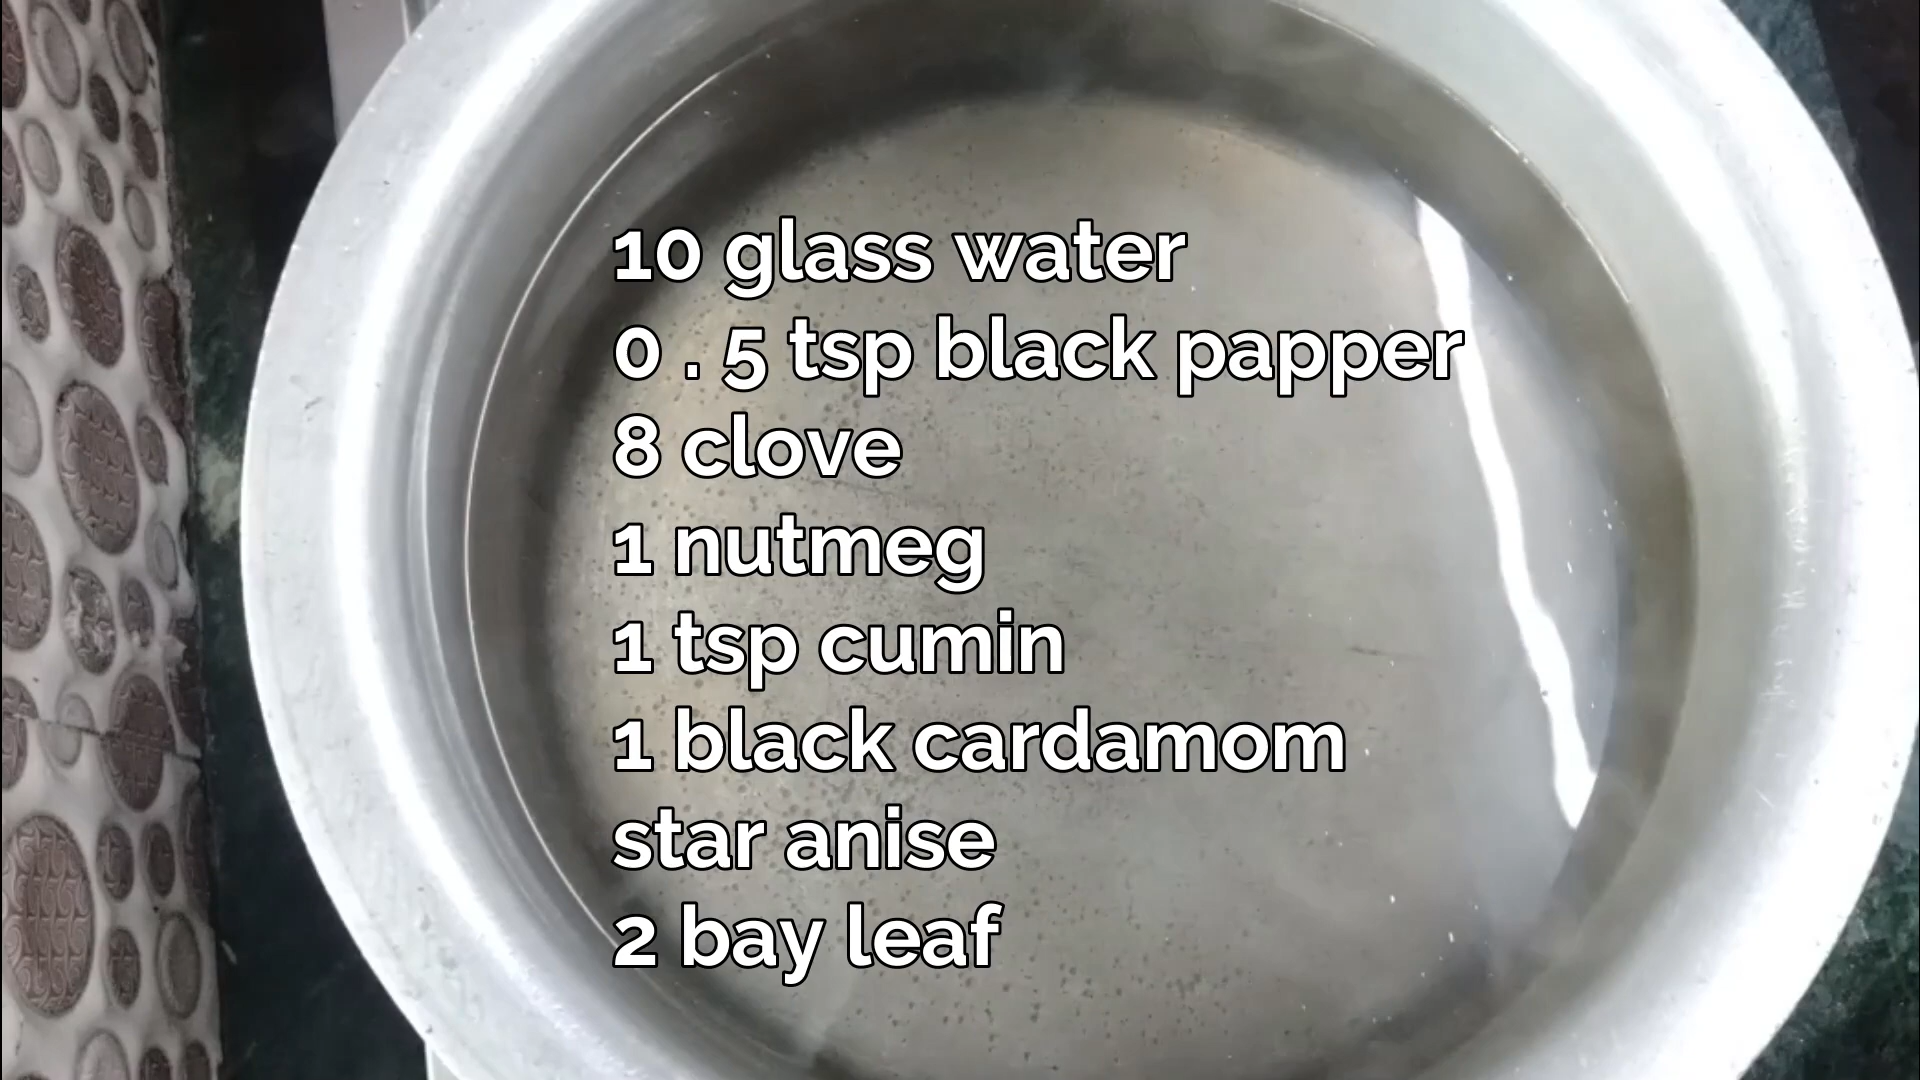 10 glass water
0 . 5 tsp black papper
8 clove
1 nutmeg
1 tsp cumin
1 black cardamom
star anise
2 bay leaf